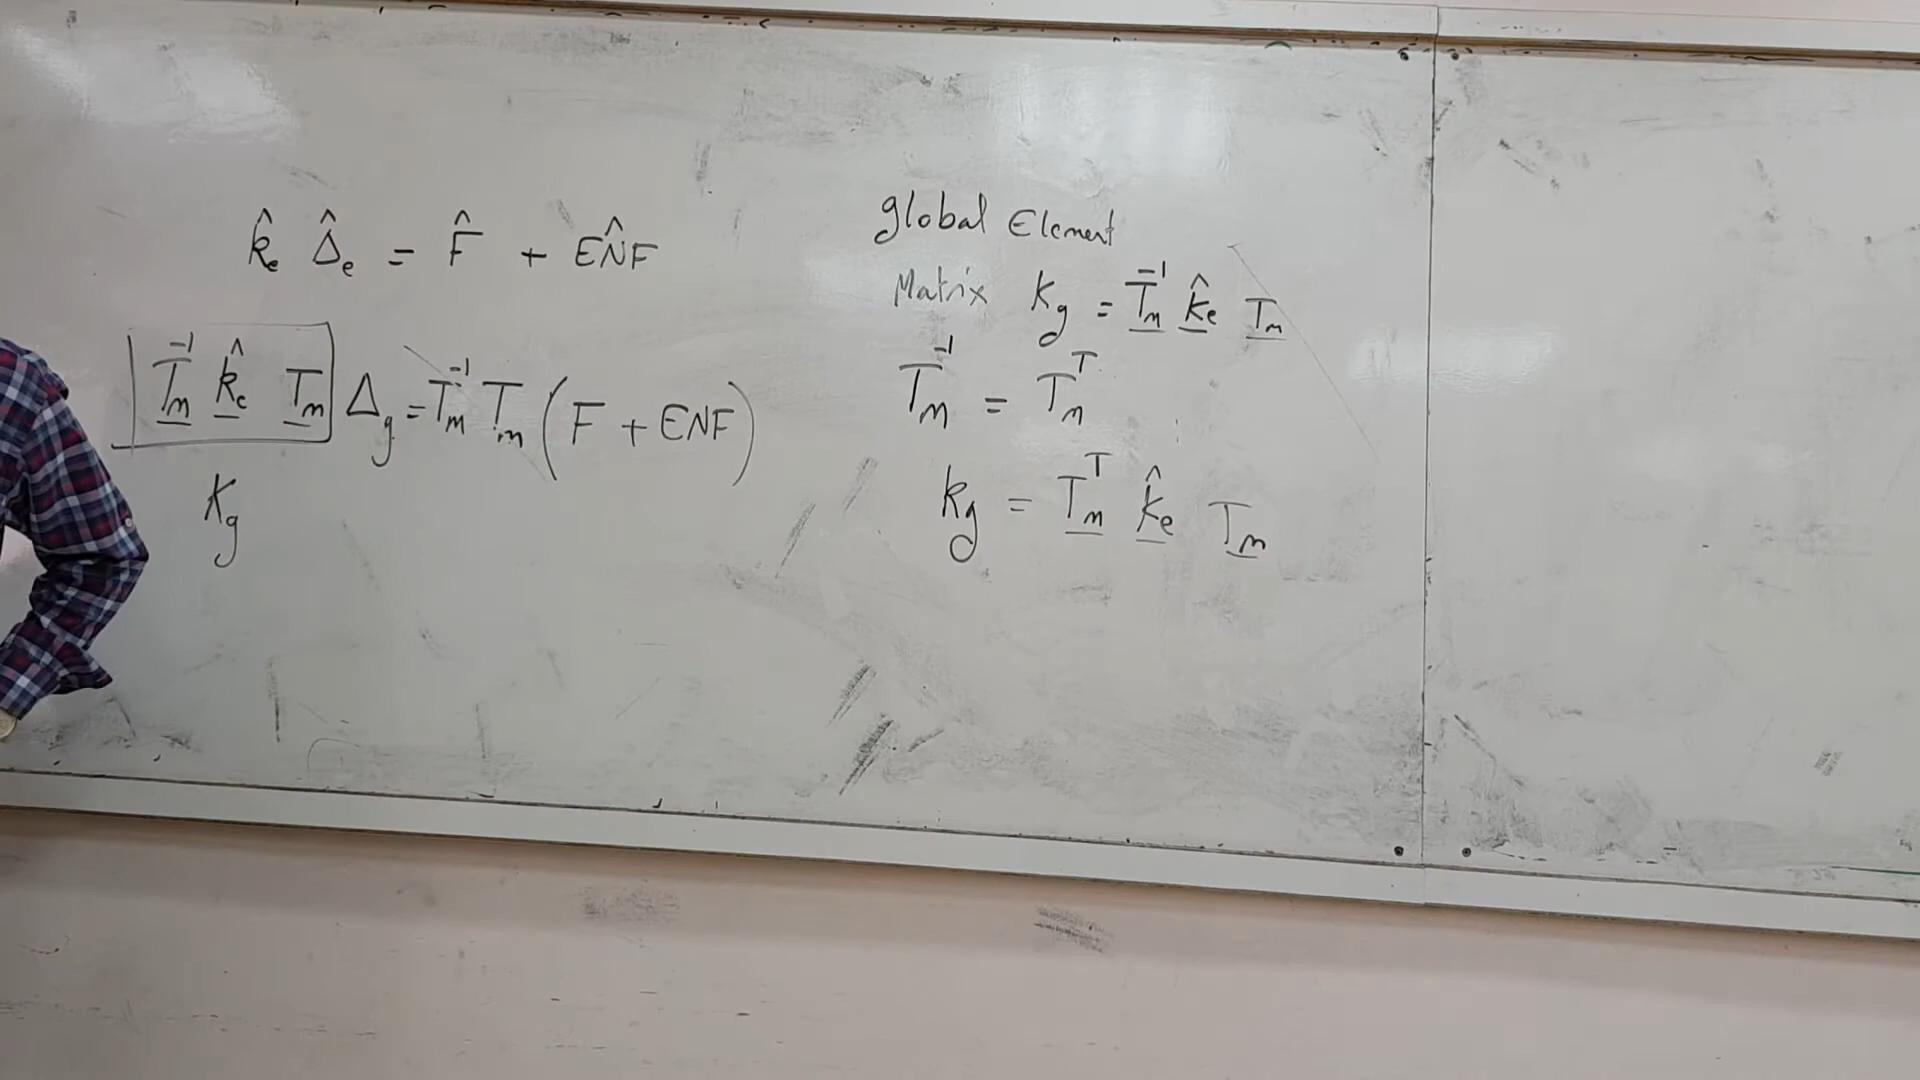 k̂e Δ̂e = F̂ + EN̂F
Tm⁻¹ k̂e Tm Δg = Tm⁻¹ Tm (F + ENF)
Kg
global Element
Matrix Kg = Tm⁻¹ k̂e Tm
Tm⁻¹ = Tmᵀ
kg = Tmᵀ k̂e Tm